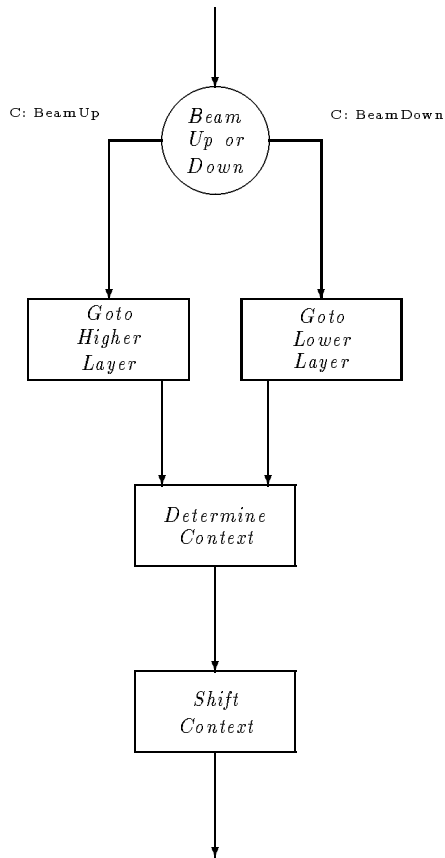 C: BeamUp
Beam
Up or
Down
C: BeamDown
Goto
Higher
Layer
Goto
Lower
Layer
Determine
Context
Shift
Context